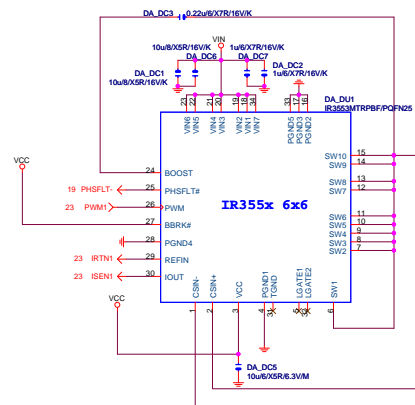 DA_DC3 0.22u/6/X7R/16V/K
10u/8/X5R/16V/K VIN 1u/6/X7R/16V/K
DA_DC6 DA_DC7
DA_DC1 DA_DC2
10u/8/X5R/16V/K 1u/6/X7R/16V/K
DA_DU1
IR3553MTRPBF/PQFN25
23 22 21 20 19 18 34 33 17 16
VIN6 VIN5 VIN4 VIN3 VIN2 VIN1 VIN7 PGND5 PGND3 PGND2
SW10 15
SW9 14
VCC
24 BOOST
SW8 13
SW7 12
19 PHSFLT- 25 PHSFLT#
23 PWM1 26 PWM
IR355x 6x6
SW6 11
27 BBRK#
SW5 10
SW4 9
28 PGND4
SW3 8
SW2 7
23 IRTN1 29 REFIN
23 ISEN1 30 IOUT
CSIN- CSIN+ VCC PGND1 TGND LGATE1 LGATE2 SW1
1 2 3 4 31 5 6
VCC
DA_DC5
10u/6/X5R/6.3V/M